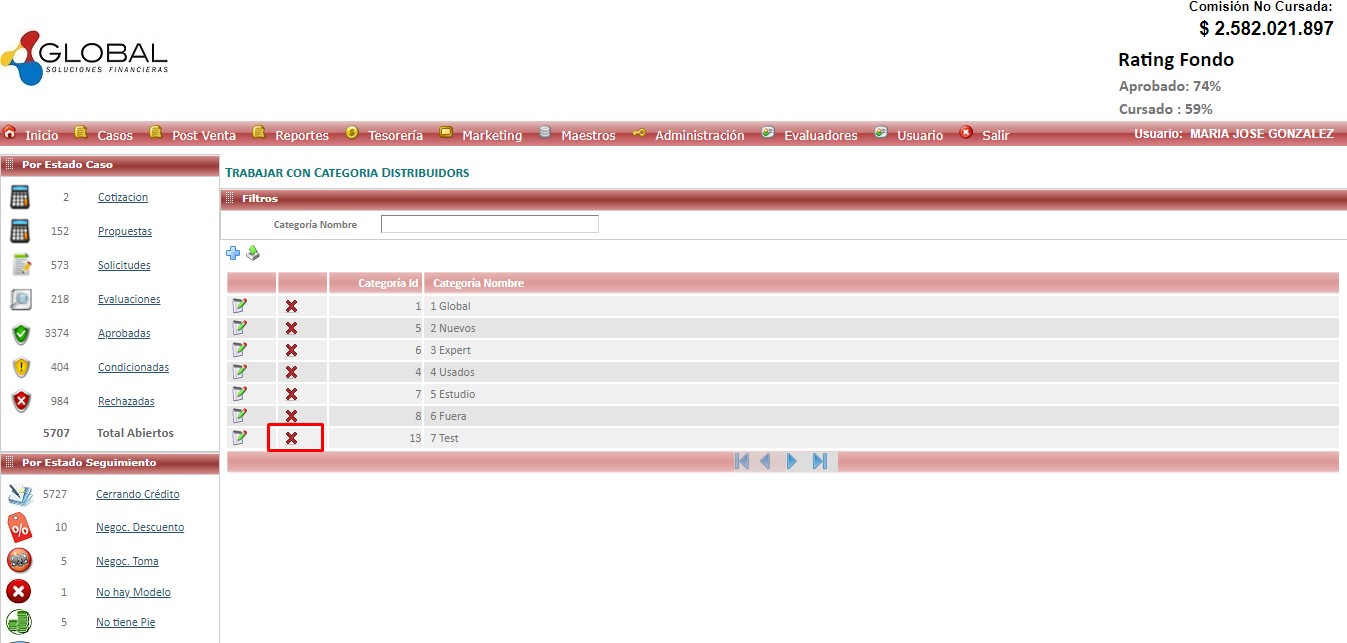 Comisión No Cursada:
$ 2.582.021.897
GLOBAL
SOLUCIONES FINANCIERAS
Rating Fondo
Aprobado: 74%
Cursado : 59%
Inicio Casos Post Venta Reportes Tesorería Marketing Maestros Administración Evaluadores Usuario Salir Usuario: MARIA JOSE GONZALEZ
Por Estado Caso
2 Cotizacion
152 Propuestas
573 Solicitudes
218 Evaluaciones
3374 Aprobadas
404 Condicionadas
984 Rechazadas
5707 Total Abiertos
Por Estado Seguimiento
5727 Cerrando Crédito
10 Negoc. Descuento
5 Negoc. Toma
1 No hay Modelo
5 No tiene Pie
TRABAJAR CON CATEGORIA DISTRIBUIDORS
Filtros
Categoría Nombre
Categoría Id Categoría Nombre
1 1 Global
5 2 Nuevos
6 3 Expert
4 4 Usados
7 5 Estudio
8 6 Fuera
13 7 Test